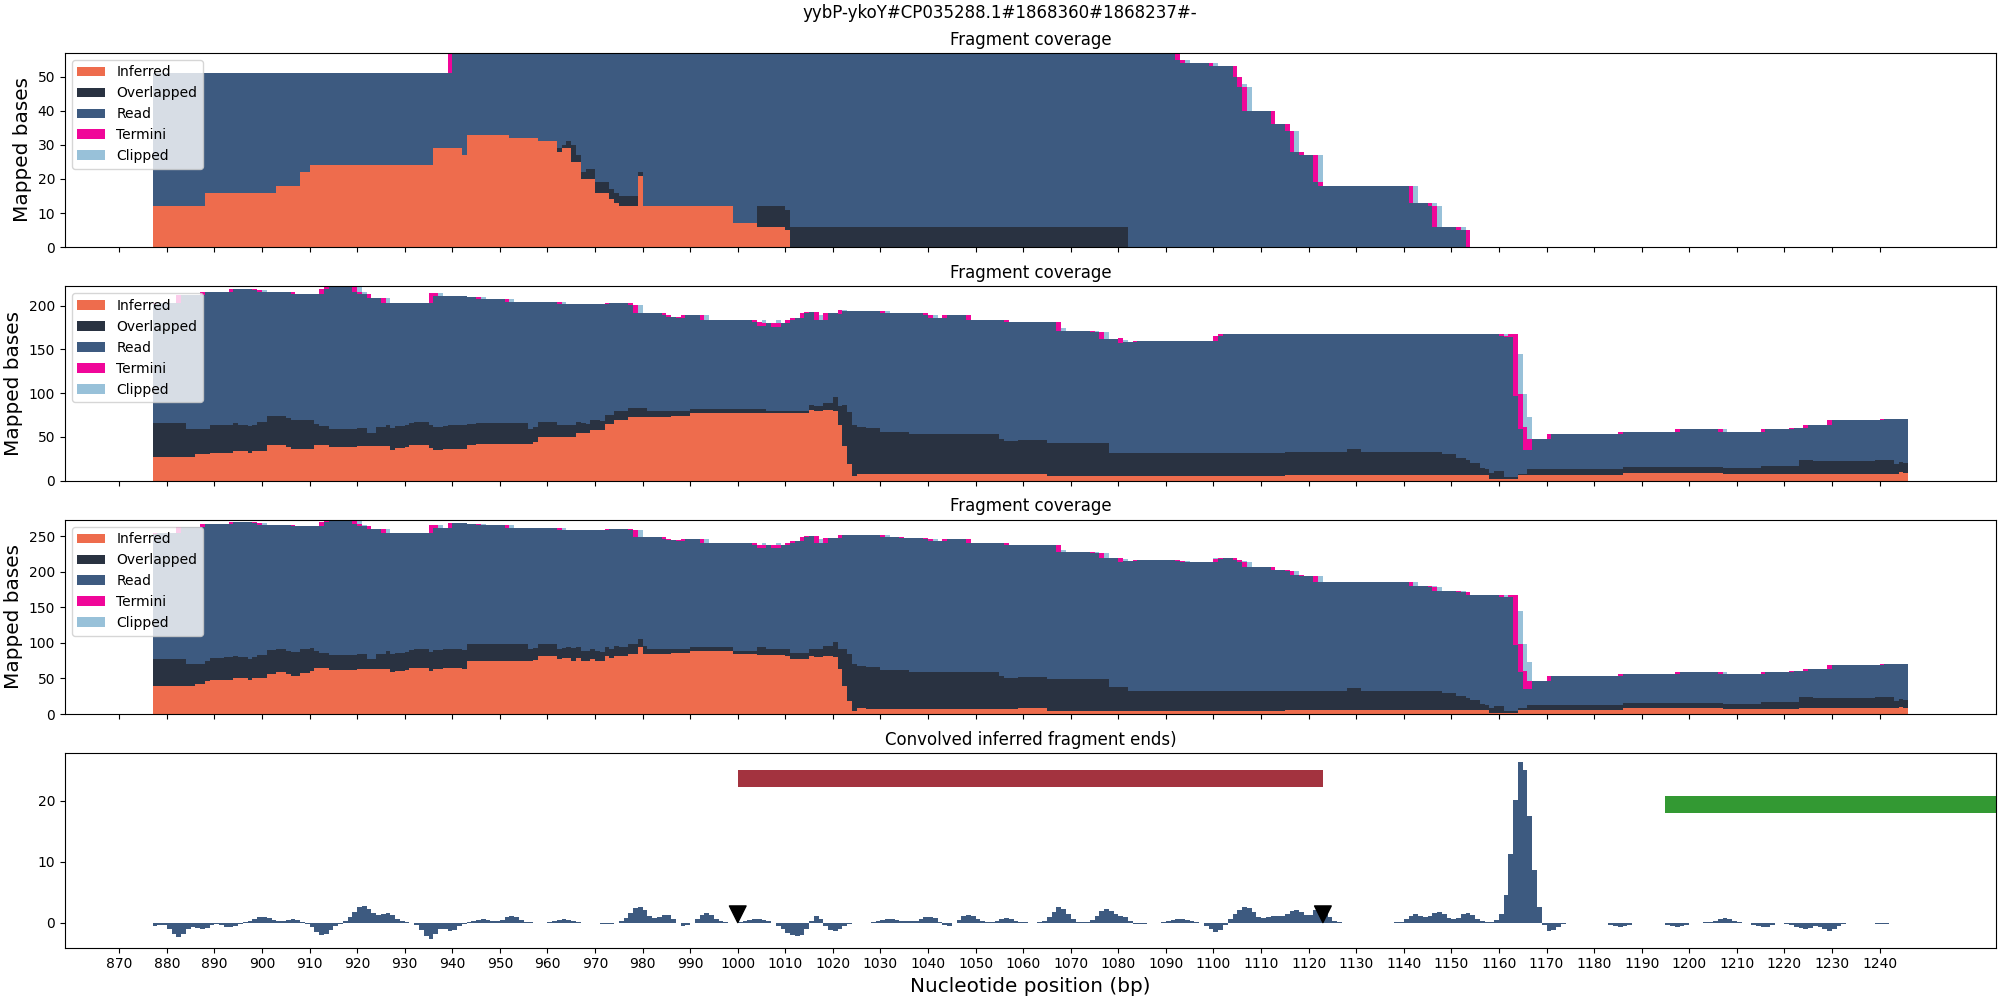 yybP-ykoY#CP035288.1#1868360#1868237#-
Fragment coverage
Mapped bases
50
40
30
20
10
0
Inferred
Overlapped
Read
Termini
Clipped
Fragment coverage
Mapped bases
200
150
100
50
0
Inferred
Overlapped
Read
Termini
Clipped
Fragment coverage
Mapped bases
250
200
150
100
50
0
Inferred
Overlapped
Read
Termini
Clipped
Convolved inferred fragment ends)
20
10
0
870 880 890 900 910 920 930 940 950 960 970 980 990 1000 1010 1020 1030 1040 1050 1060 1070 1080 1090 1100 1110 1120 1130 1140 1150 1160 1170 1180 1190 1200 1210 1220 1230 1240
Nucleotide position (bp)